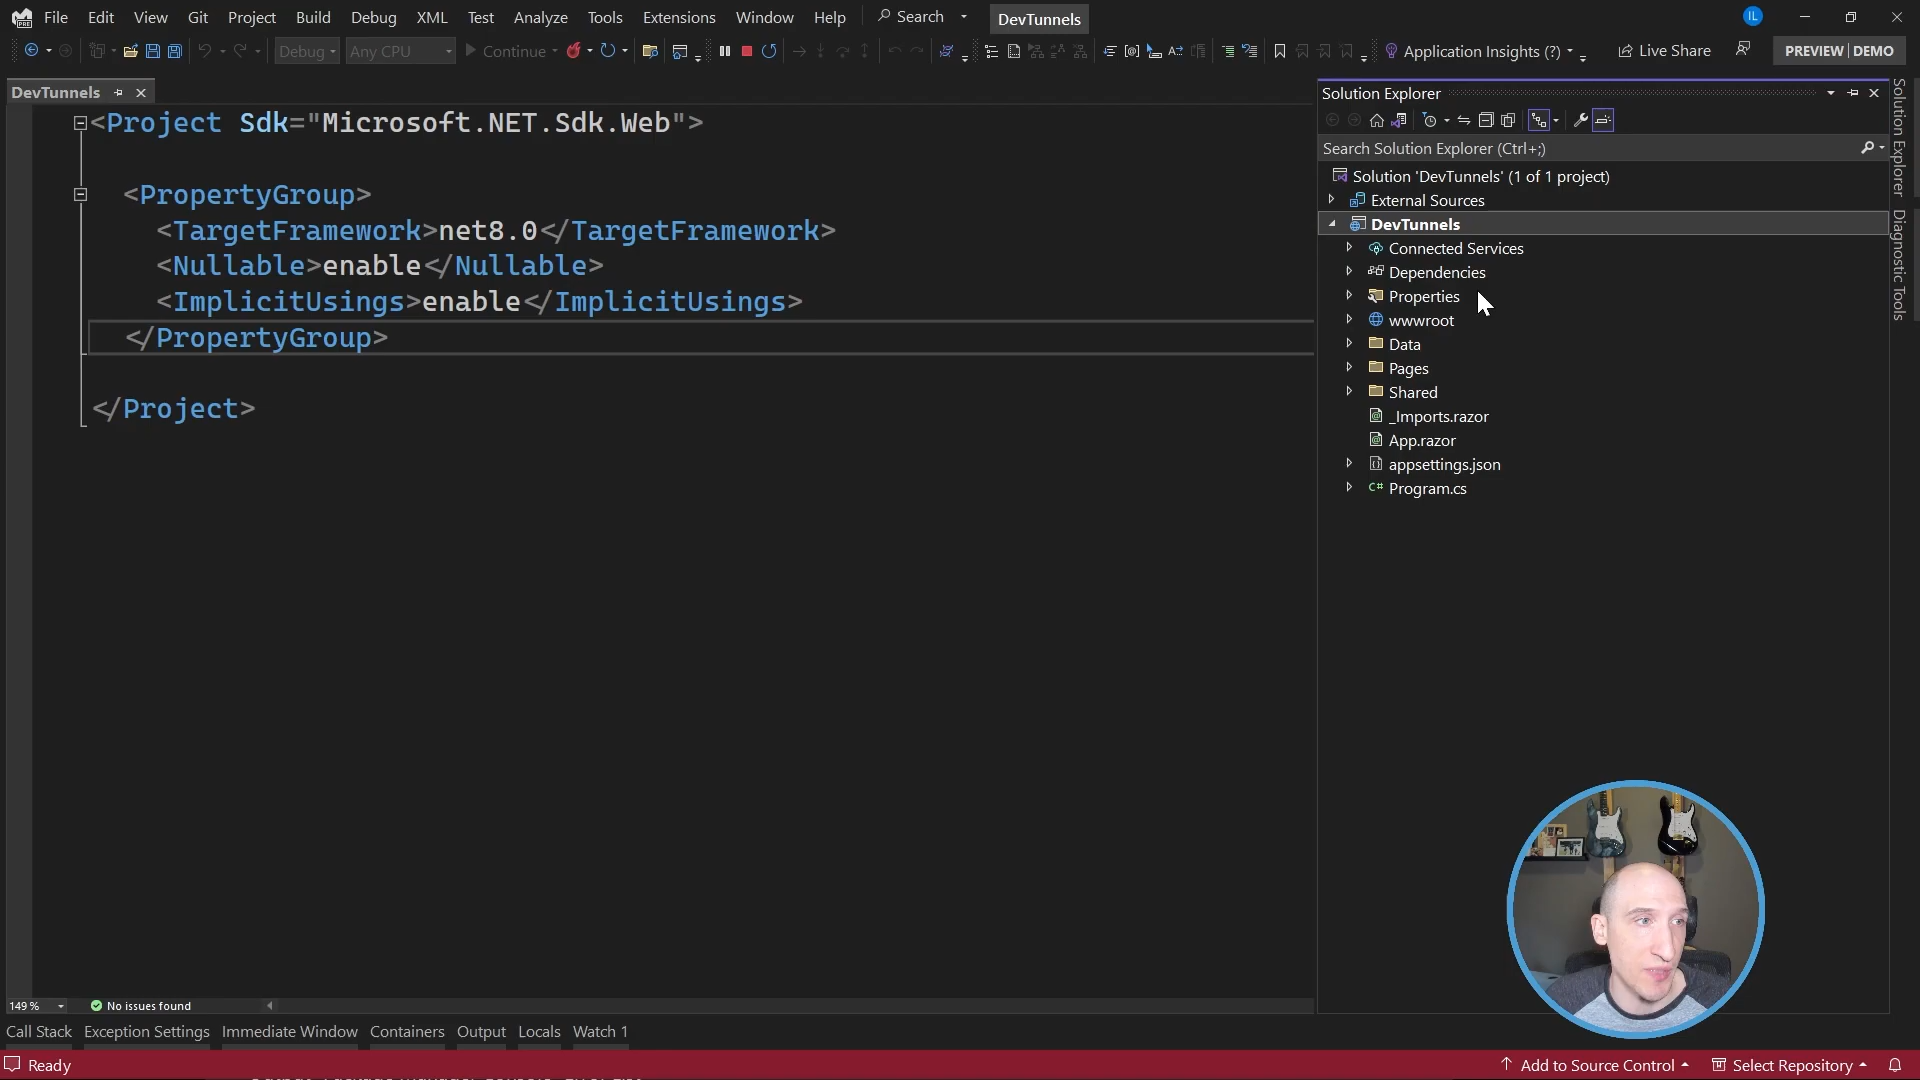 File Edit View Git Project Build Debug XML Test Analyze Tools Extensions Window Help Search DevTunnels IL
Debug Any CPU Continue Application Insights (?) Live Share PREVIEW | DEMO
DevTunnels
<Project Sdk="Microsoft.NET.Sdk.Web">
<PropertyGroup>
<TargetFramework>net8.0</TargetFramework>
<Nullable>enable</Nullable>
<ImplicitUsings>enable</ImplicitUsings>
</PropertyGroup>
</Project>
Solution Explorer
Search Solution Explorer (Ctrl+;)
Solution 'DevTunnels' (1 of 1 project)
External Sources
DevTunnels
Connected Services
Dependencies
Properties
wwwroot
Data
Pages
Shared
_Imports.razor
App.razor
appsettings.json
C# Program.cs
Solution Explorer
Diagnostic Tools
149 % No issues found
Call Stack Exception Settings Immediate Window Containers Output Locals Watch 1
Ready Add to Source Control Select Repository